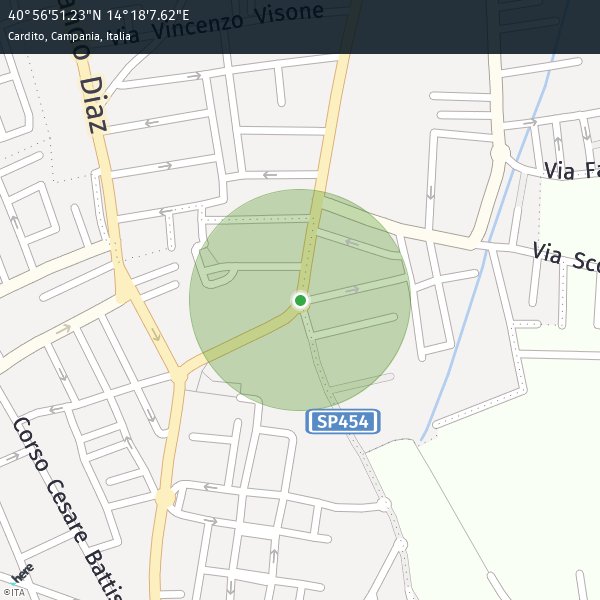 40°56'51.23"N 14°18'7.62"E
Cardito, Campania, Italia
Via Vincenzo Visone
Diaz
Via Fa
Via Sco
SP454
Corso Cesare Battis
here
©ITA